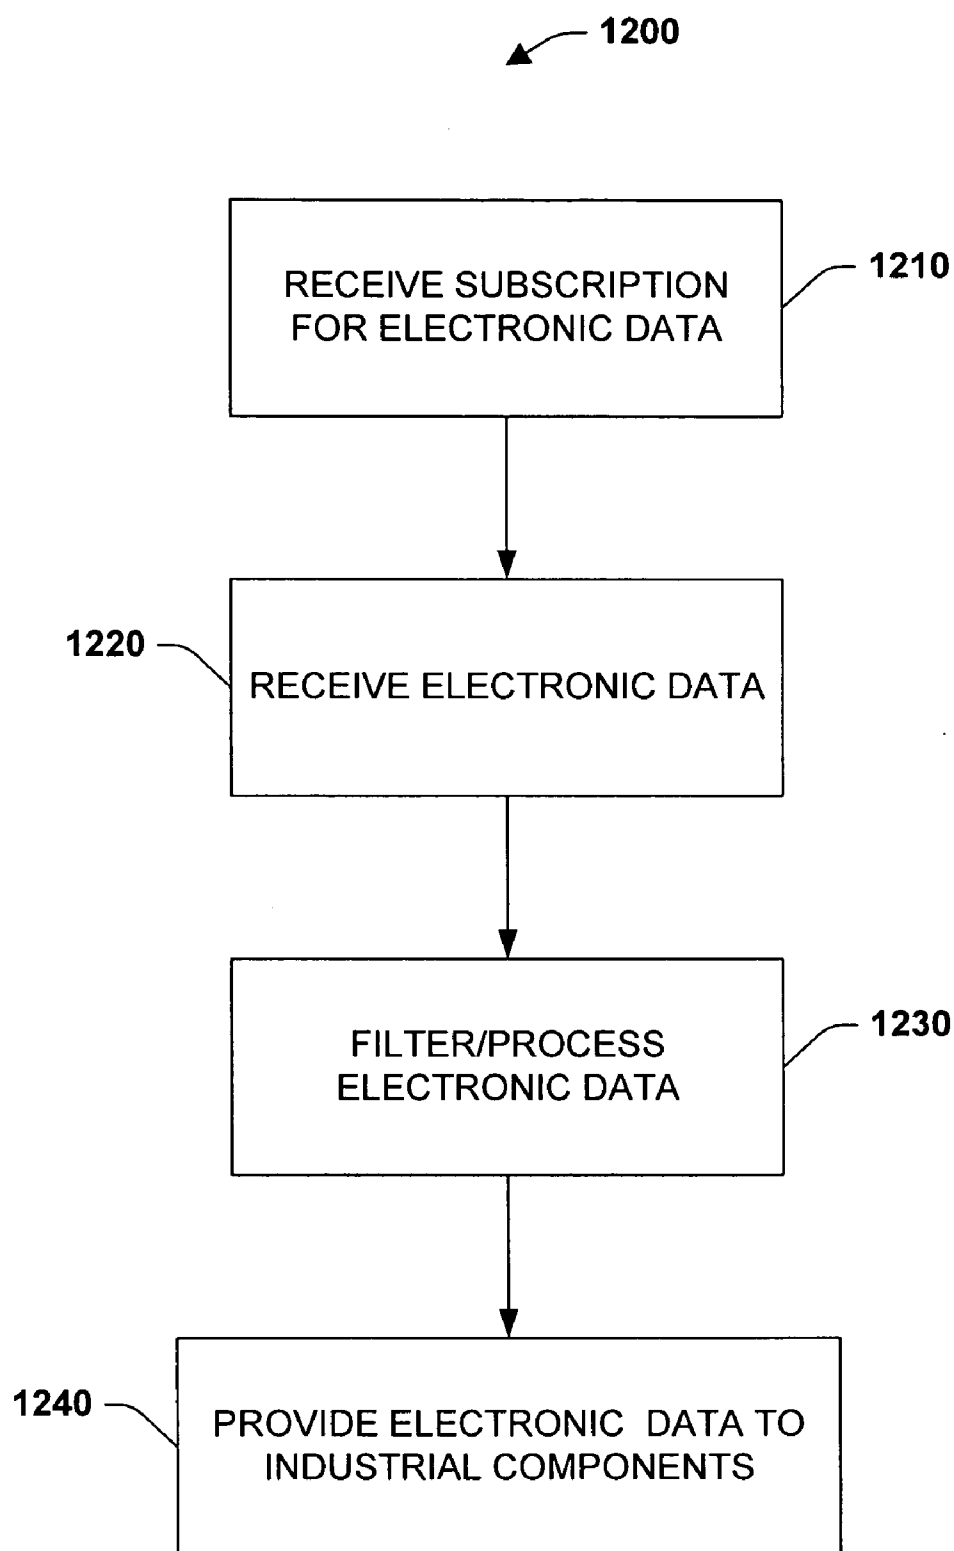 1200
RECEIVE SUBSCRIPTION
FOR ELECTRONIC DATA
1210
1220
RECEIVE ELECTRONIC DATA
FILTER/PROCESS
ELECTRONIC DATA
1230
1240
PROVIDE ELECTRONIC DATA TO
INDUSTRIAL COMPONENTS